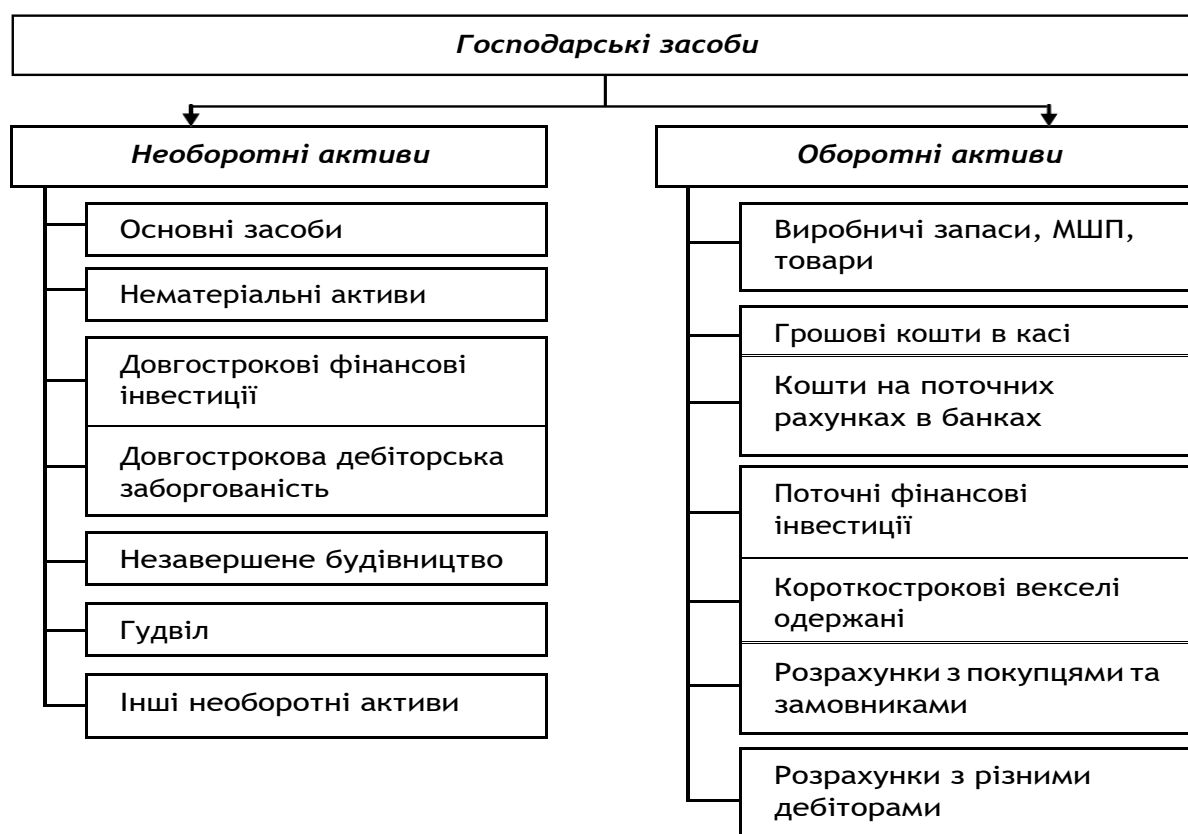 Господарські засоби
Необоротні активи
Основні засоби
Нематеріальні активи
Довгострокові фінансові
інвестиції
Довгострокова дебіторська
заборгованість
Незавершене будівництво
Гудвіл
Інші необоротні активи
Оборотні активи
Виробничі запаси, МШП,
товари
Грошові кошти в касі
Кошти на поточних
рахунках в банках
Поточні фінансові
інвестиції
Короткострокові векселі
одержані
Розрахунки з покупцями та
замовниками
Розрахунки з різними
дебіторами